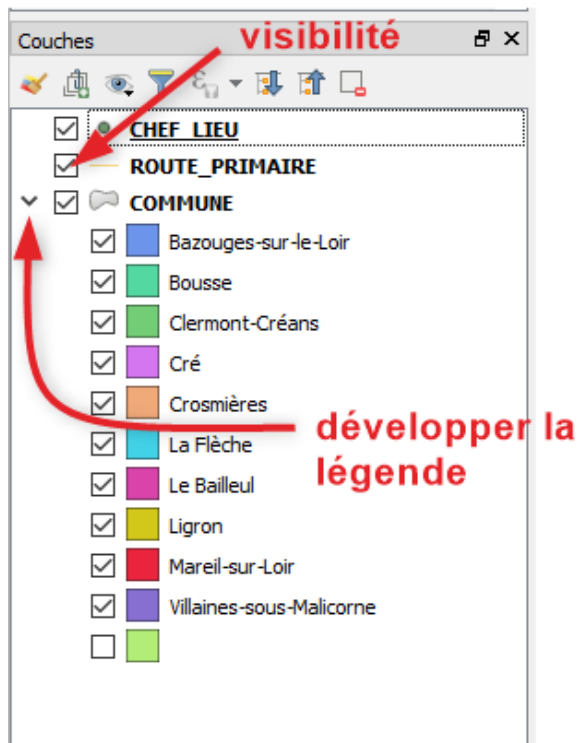 Couches
visibilité
CHEF_LIEU
ROUTE_PRIMAIRE
COMMUNE
Bazouges-sur-le-Loir
Bousse
Clermont-Créans
Cré
Crosmières
La Flèche
Le Bailleul
Ligron
Mareil-sur-Loir
Villaines-sous-Malicorne
développer la
légende